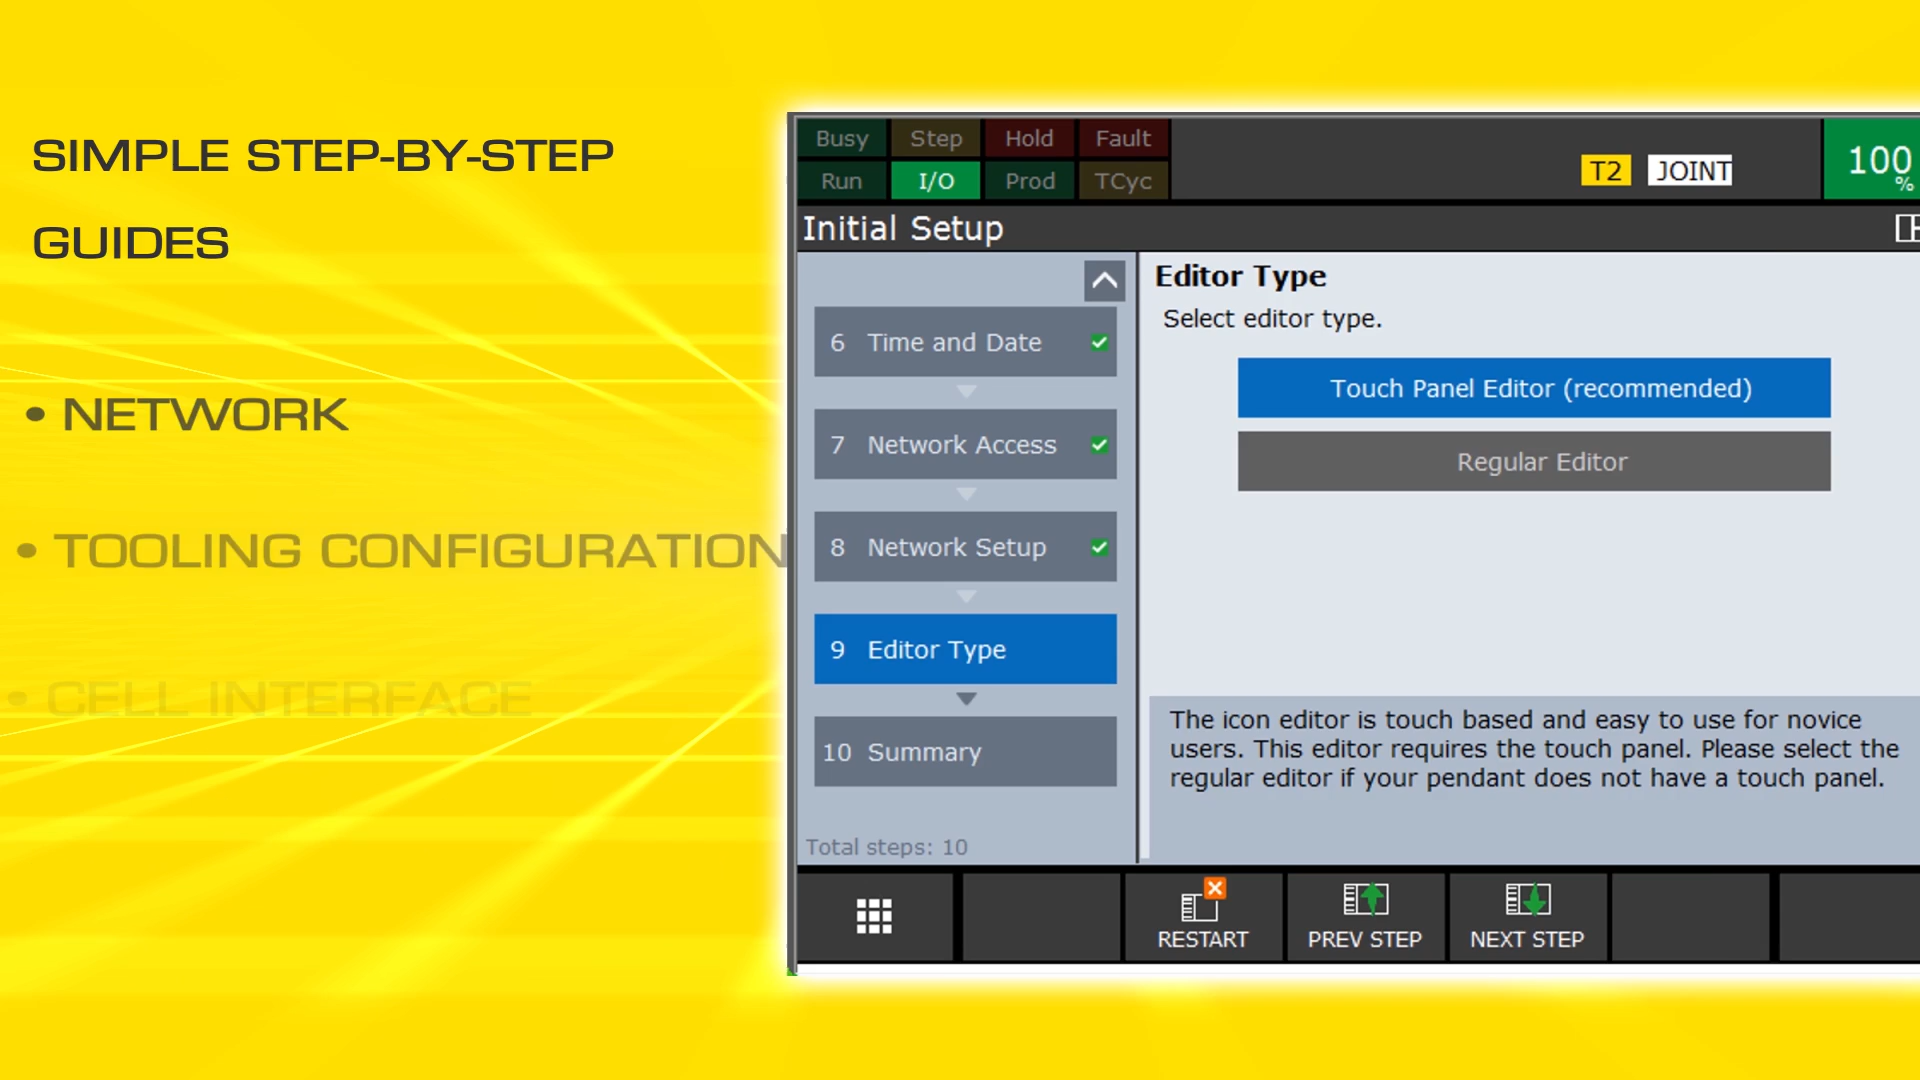 SIMPLE STEP-BY-STEP
GUIDES
• NETWORK
• TOOLING CONFIGURATION
• CELL INTERFACE
Busy Step Hold Fault
Run I/O Prod TCyc
T2 JOINT
100
%
Initial Setup
6 Time and Date
7 Network Access
8 Network Setup
9 Editor Type
10 Summary
Total steps: 10
Editor Type
Select editor type.
Touch Panel Editor (recommended)
Regular Editor
The icon editor is touch based and easy to use for novice
users. This editor requires the touch panel. Please select the
regular editor if your pendant does not have a touch panel.
RESTART PREV STEP NEXT STEP